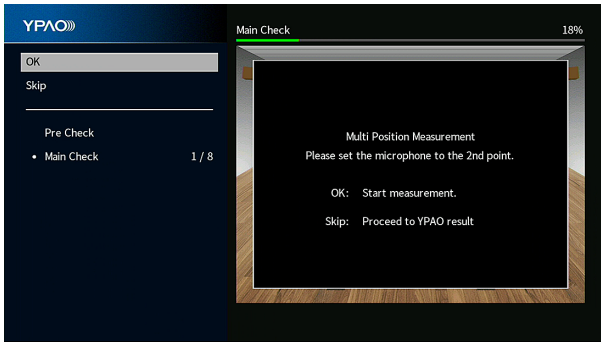 YPAO
OK
Skip
Pre Check
• Main Check 1 / 8
Main Check 18%
Multi Position Measurement
Please set the microphone to the 2nd point.
OK: Start measurement.
Skip: Proceed to YPAO result